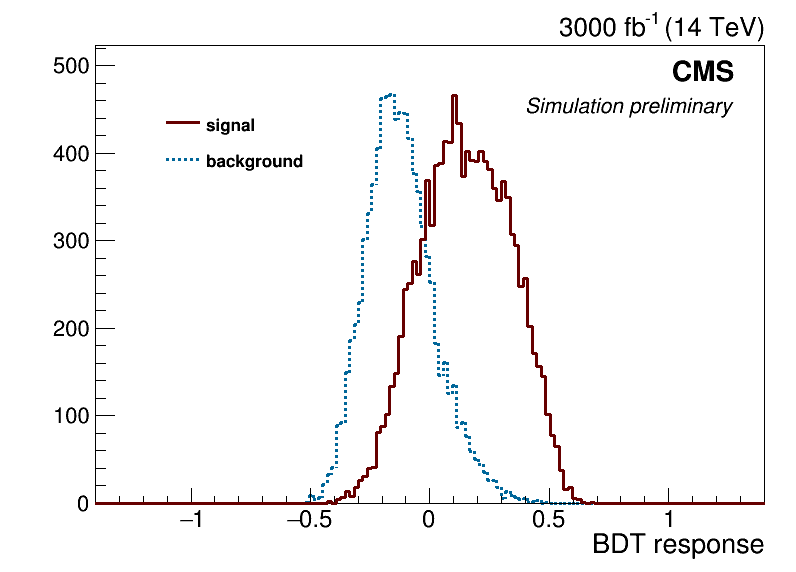 3000 fb-1 (14 TeV)
CMS
Simulation preliminary
signal
background
500
400
300
200
100
0
−1 −0.5 0 0.5 1
BDT response